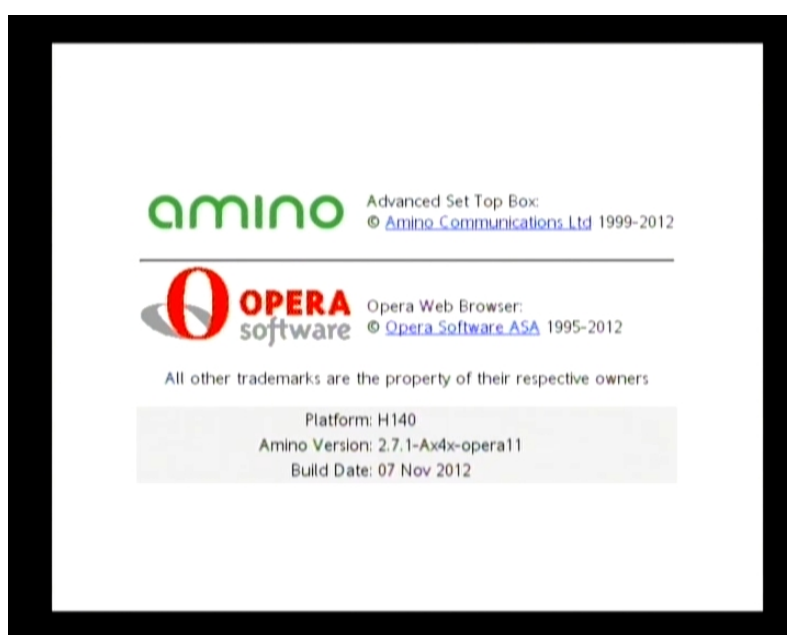 amino
Advanced Set Top Box:
© Amino Communications Ltd 1999-2012
OPERA
software
Opera Web Browser:
© Opera Software ASA 1995-2012
All other trademarks are the property of their respective owners
Platform: H140
Amino Version: 2.7.1-Ax4x-opera11
Build Date: 07 Nov 2012